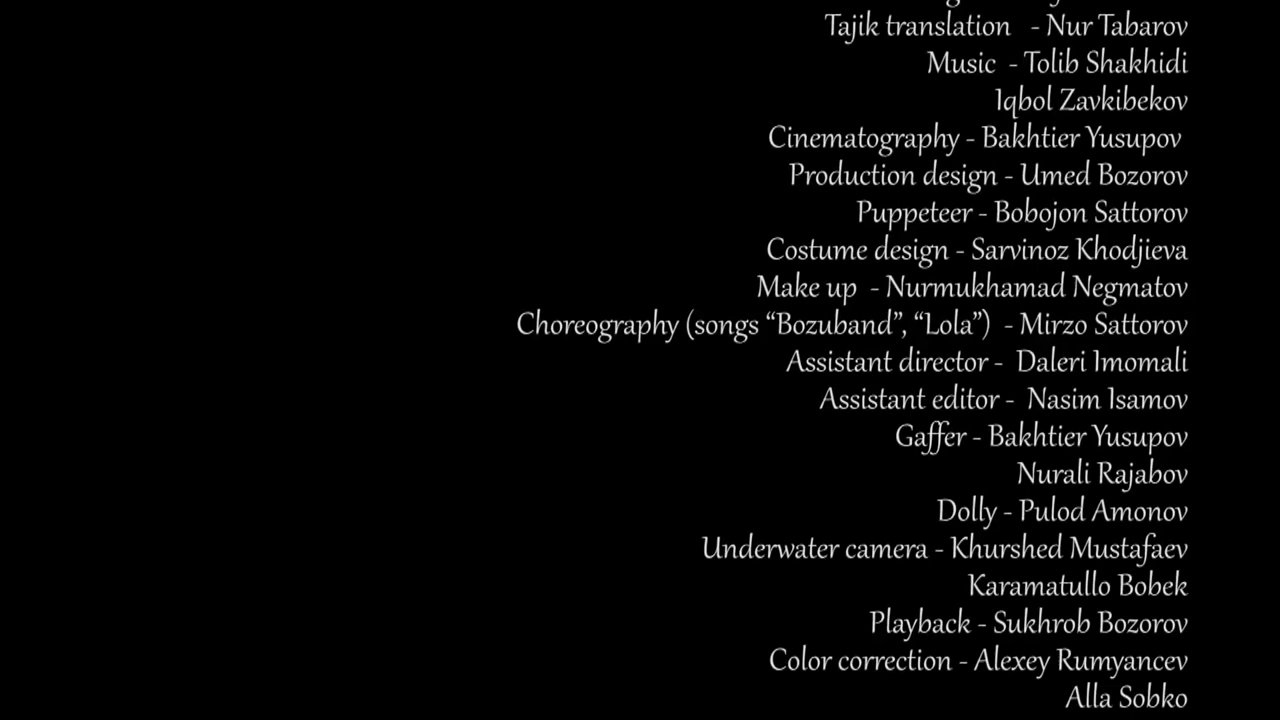 Tajik translation - Nur Tabarov
Music - Tolib Shakhidi
Iqbol Zavkibekov
Cinematography - Bakhtier Yusupov
Production design - Umed Bozorov
Puppeteer - Bobojon Sattorov
Costume design - Sarvinoz Khodjieva
Make up - Nurmukhamad Negmatov
Choreography (songs “Bozuband”, “Lola”) - Mirzo Sattorov
Assistant director - Daleri Imomali
Assistant editor - Nasim Isamov
Gaffer - Bakhtier Yusupov
Nurali Rajabov
Dolly - Pulod Amonov
Underwater camera - Khurshed Mustafaev
Karamatullo Bobek
Playback - Sukhrob Bozorov
Color correction - Alexey Rumyancev
Alla Sobko